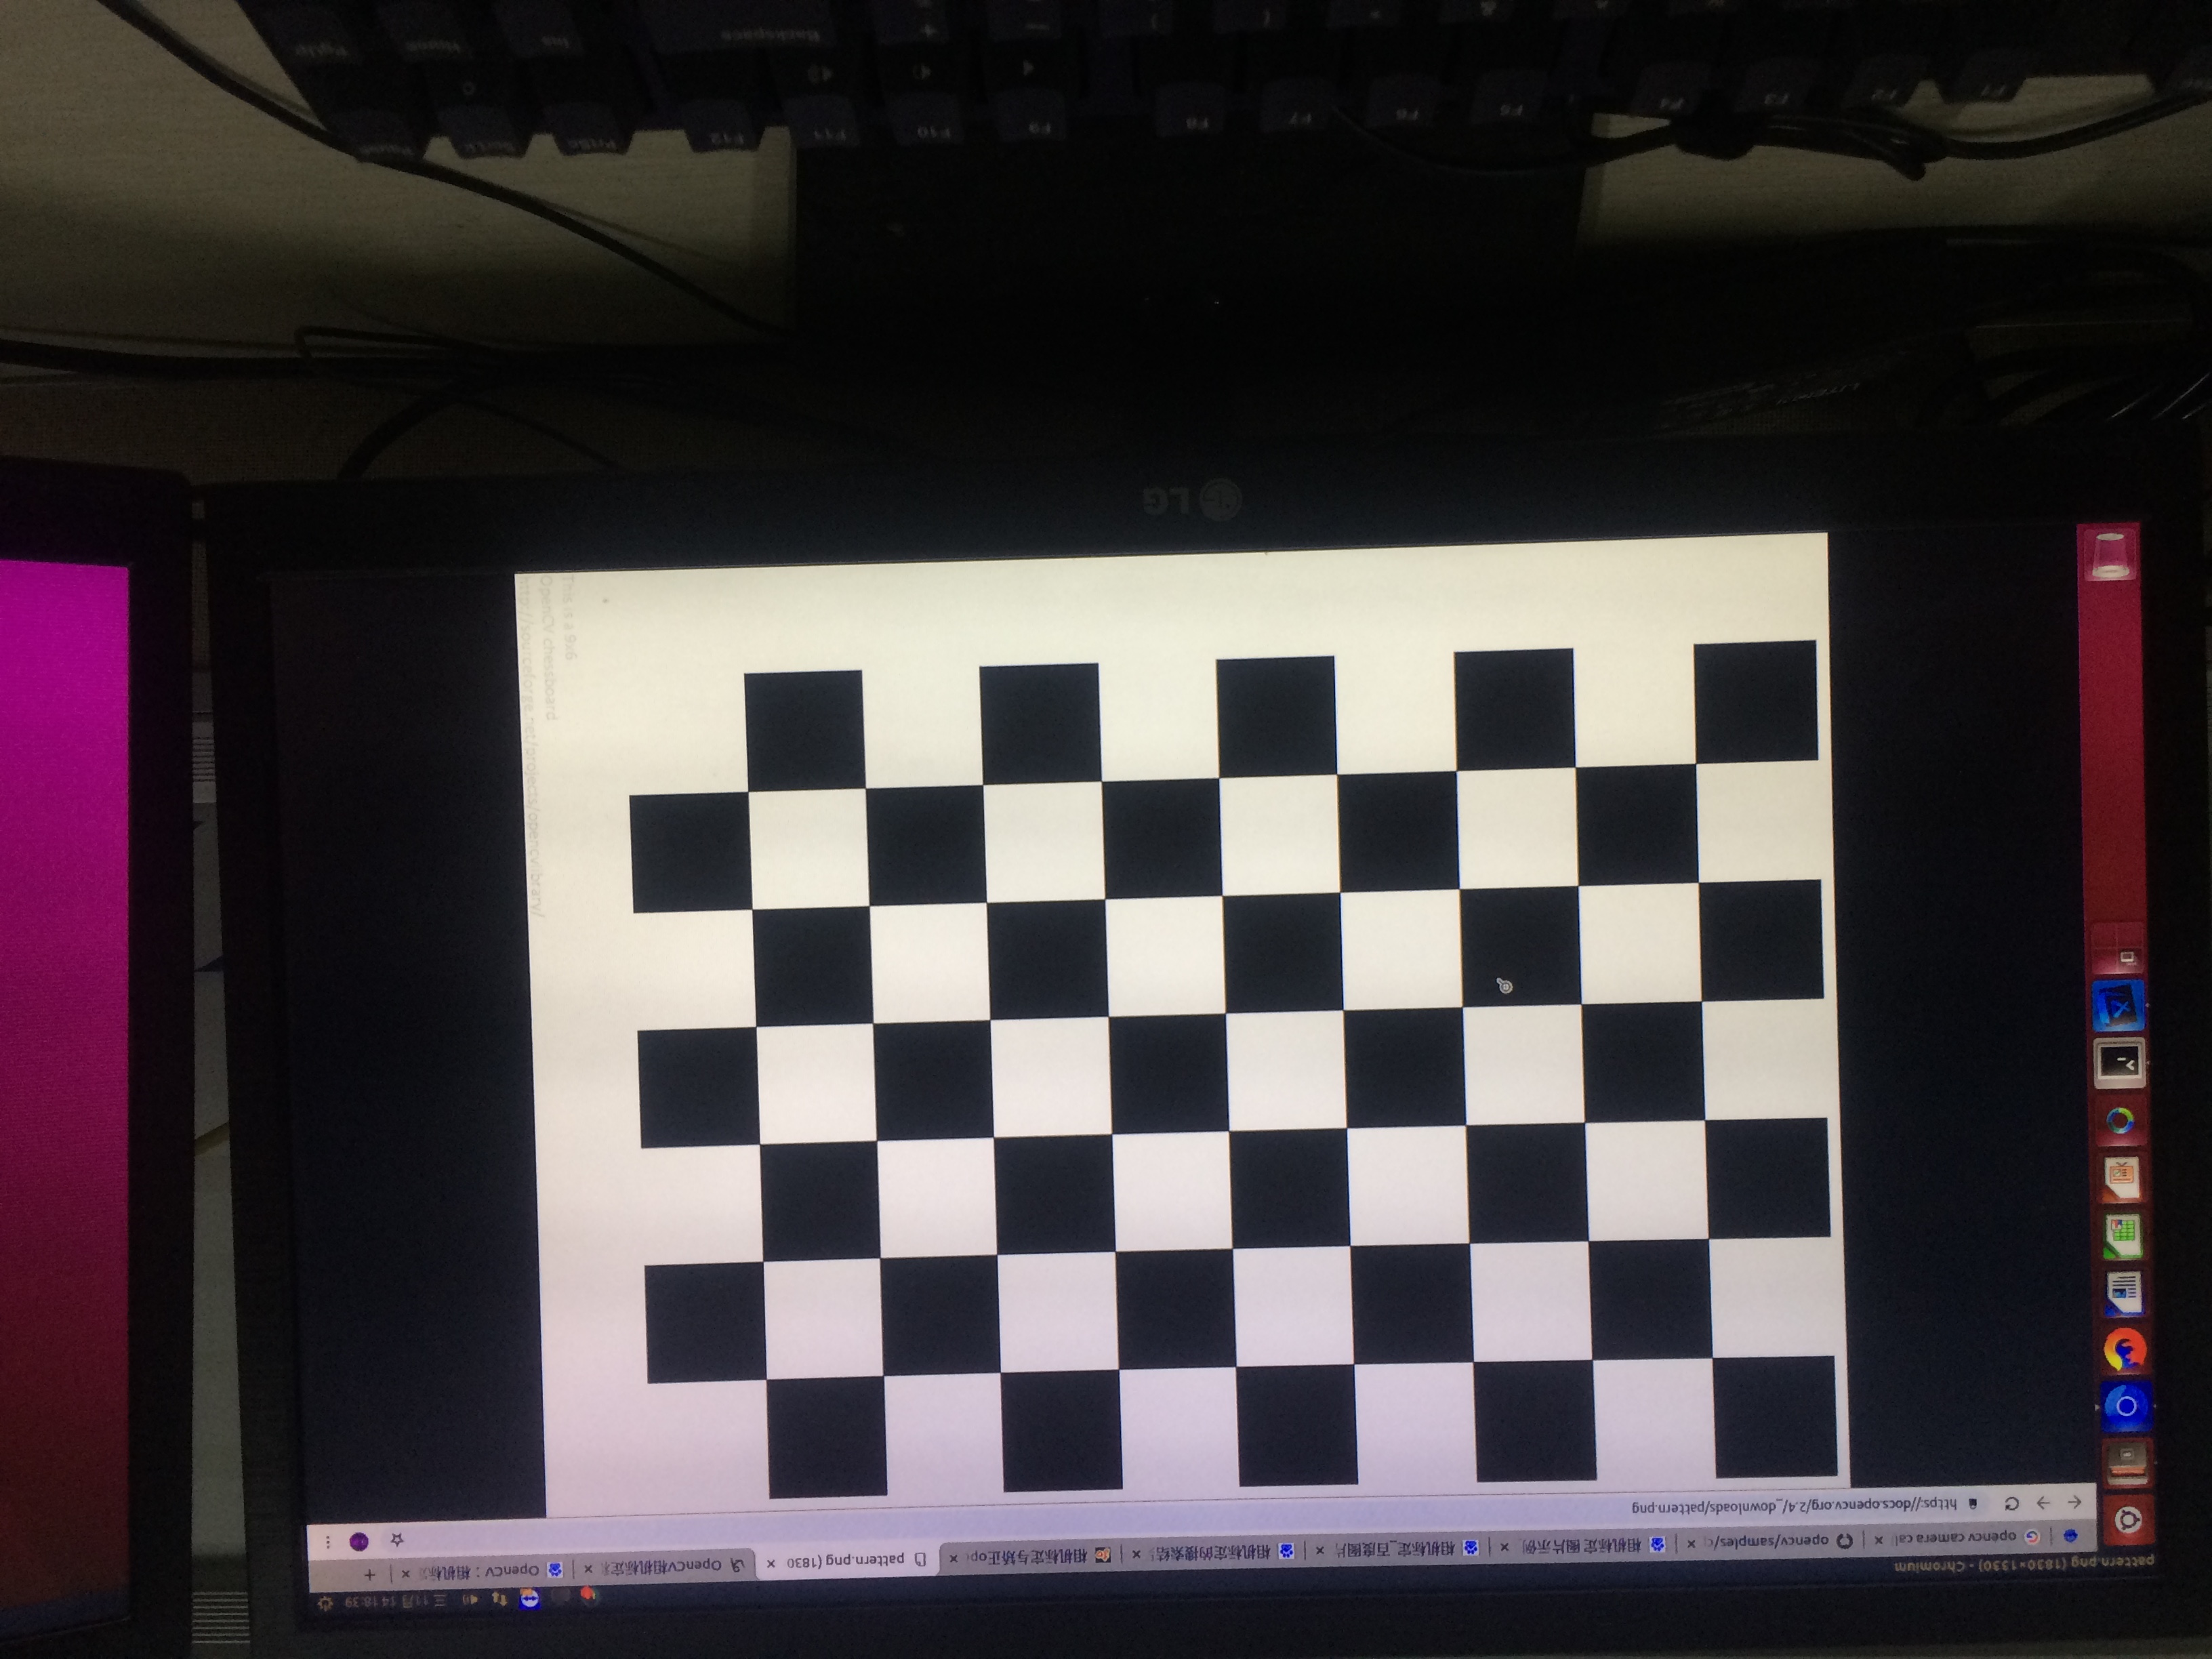 pattern.png (1830×1330) - Chromium
三 11月 14 18:39
opencv camera cal
opencv/samples/c
相机标定 图片示例_
相机标定_百度图片
相机标定的搜索结
相机标定与矫正ope
pattern.png (1830
OpenCV相机标定
OpenCV：相机标定
https://docs.opencv.org/2.4/_downloads/pattern.png
This is a 9x6
OpenCV chessboard
http://sourceforge.net/projects/opencvlibrary/
LG
F1 F2 F3 F4 F5 F6 F7 F8 F9 F10 F11 F12 PrtSc ScrLk Pause
Backspace Ins Home PgUp